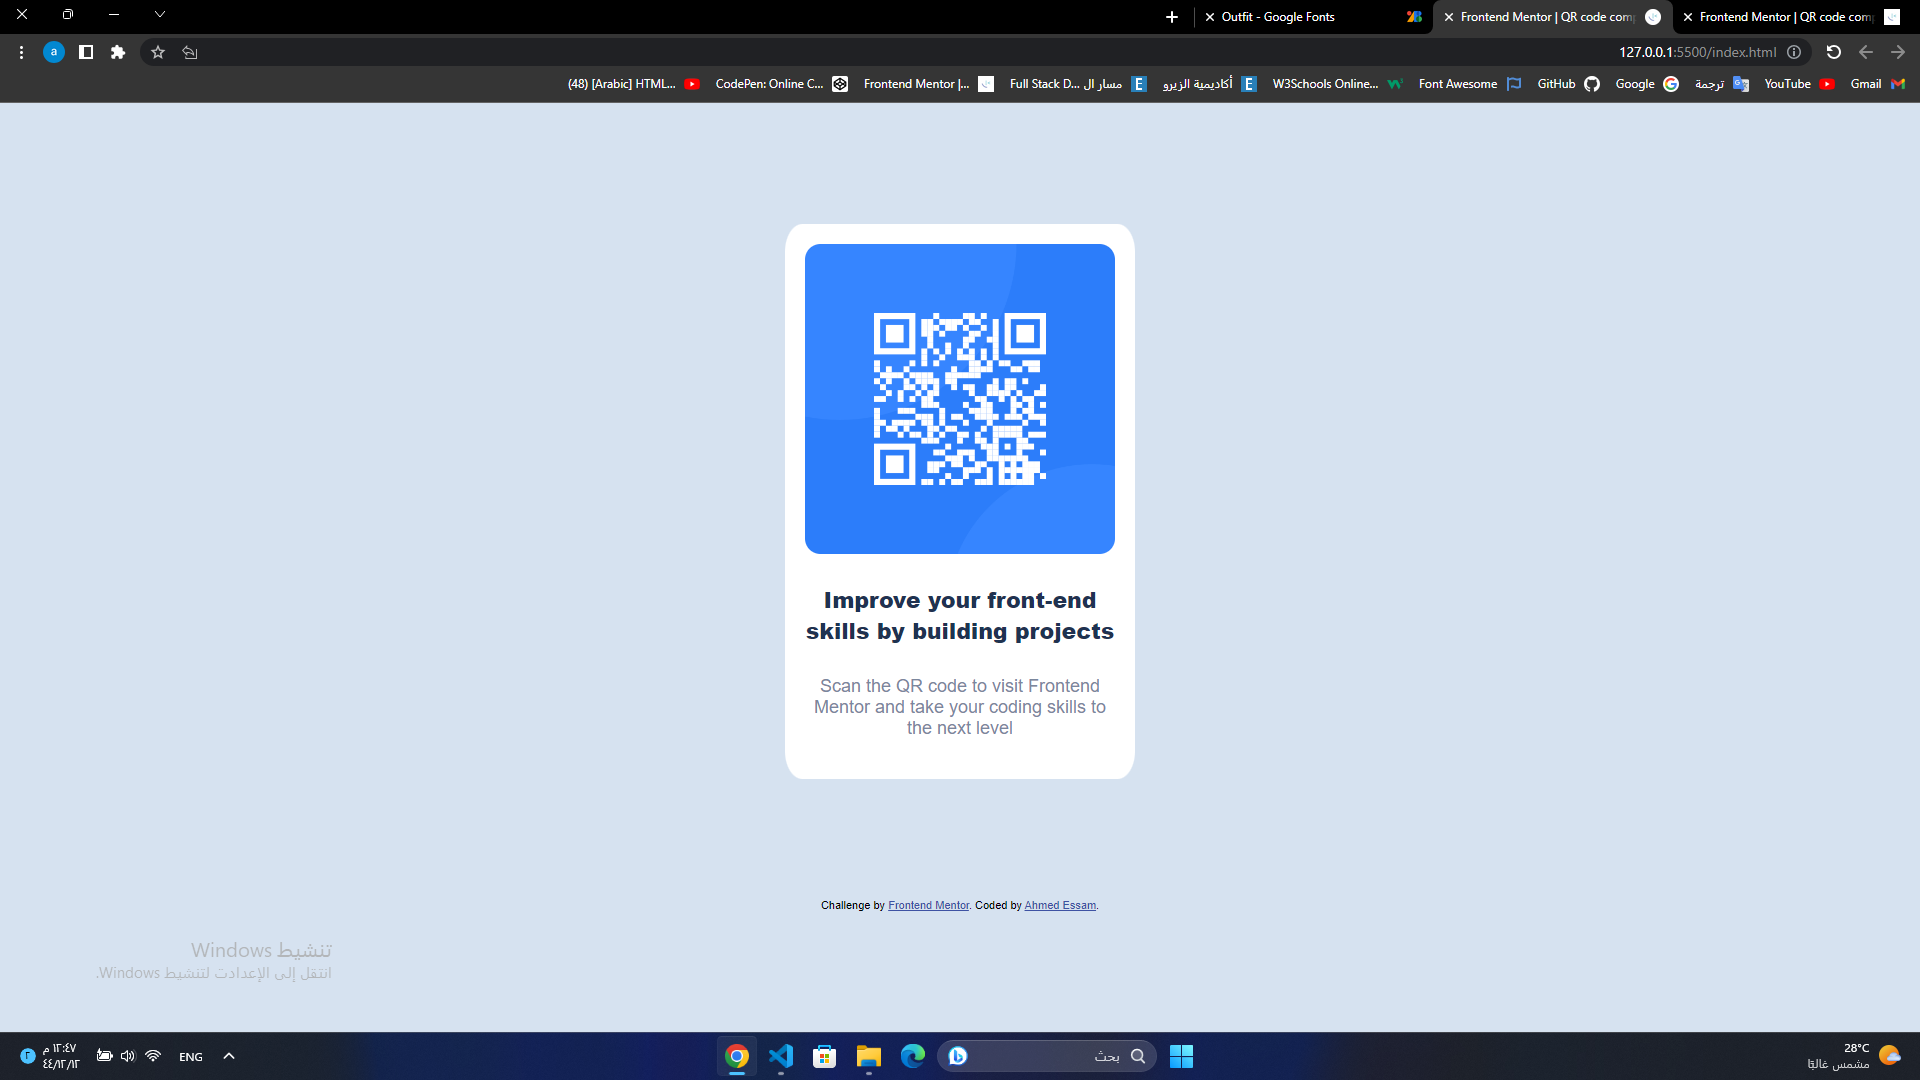 Outfit - Google Fonts
Frontend Mentor | QR code com
Frontend Mentor | QR code com
a
127.0.0.1:5500/index.html
(48) [Arabic] HTML...
CodePen: Online C...
Frontend Mentor |...
Full Stack D... مسار ال
أكاديمية الزيرو
W3Schools Online...
Font Awesome
GitHub
Google
ترجمة
YouTube
Gmail
Improve your front-end
skills by building projects
Scan the QR code to visit Frontend
Mentor and take your coding skills to
the next level
Challenge by Frontend Mentor. Coded by Ahmed Essam.
تنشيط Windows
انتقل إلى الإعدادت لتنشيط Windows.
١٢:٤٧ م
٤٤/١٢/١٢
٢
ENG
بحث
28°C
مشمس غالبًا